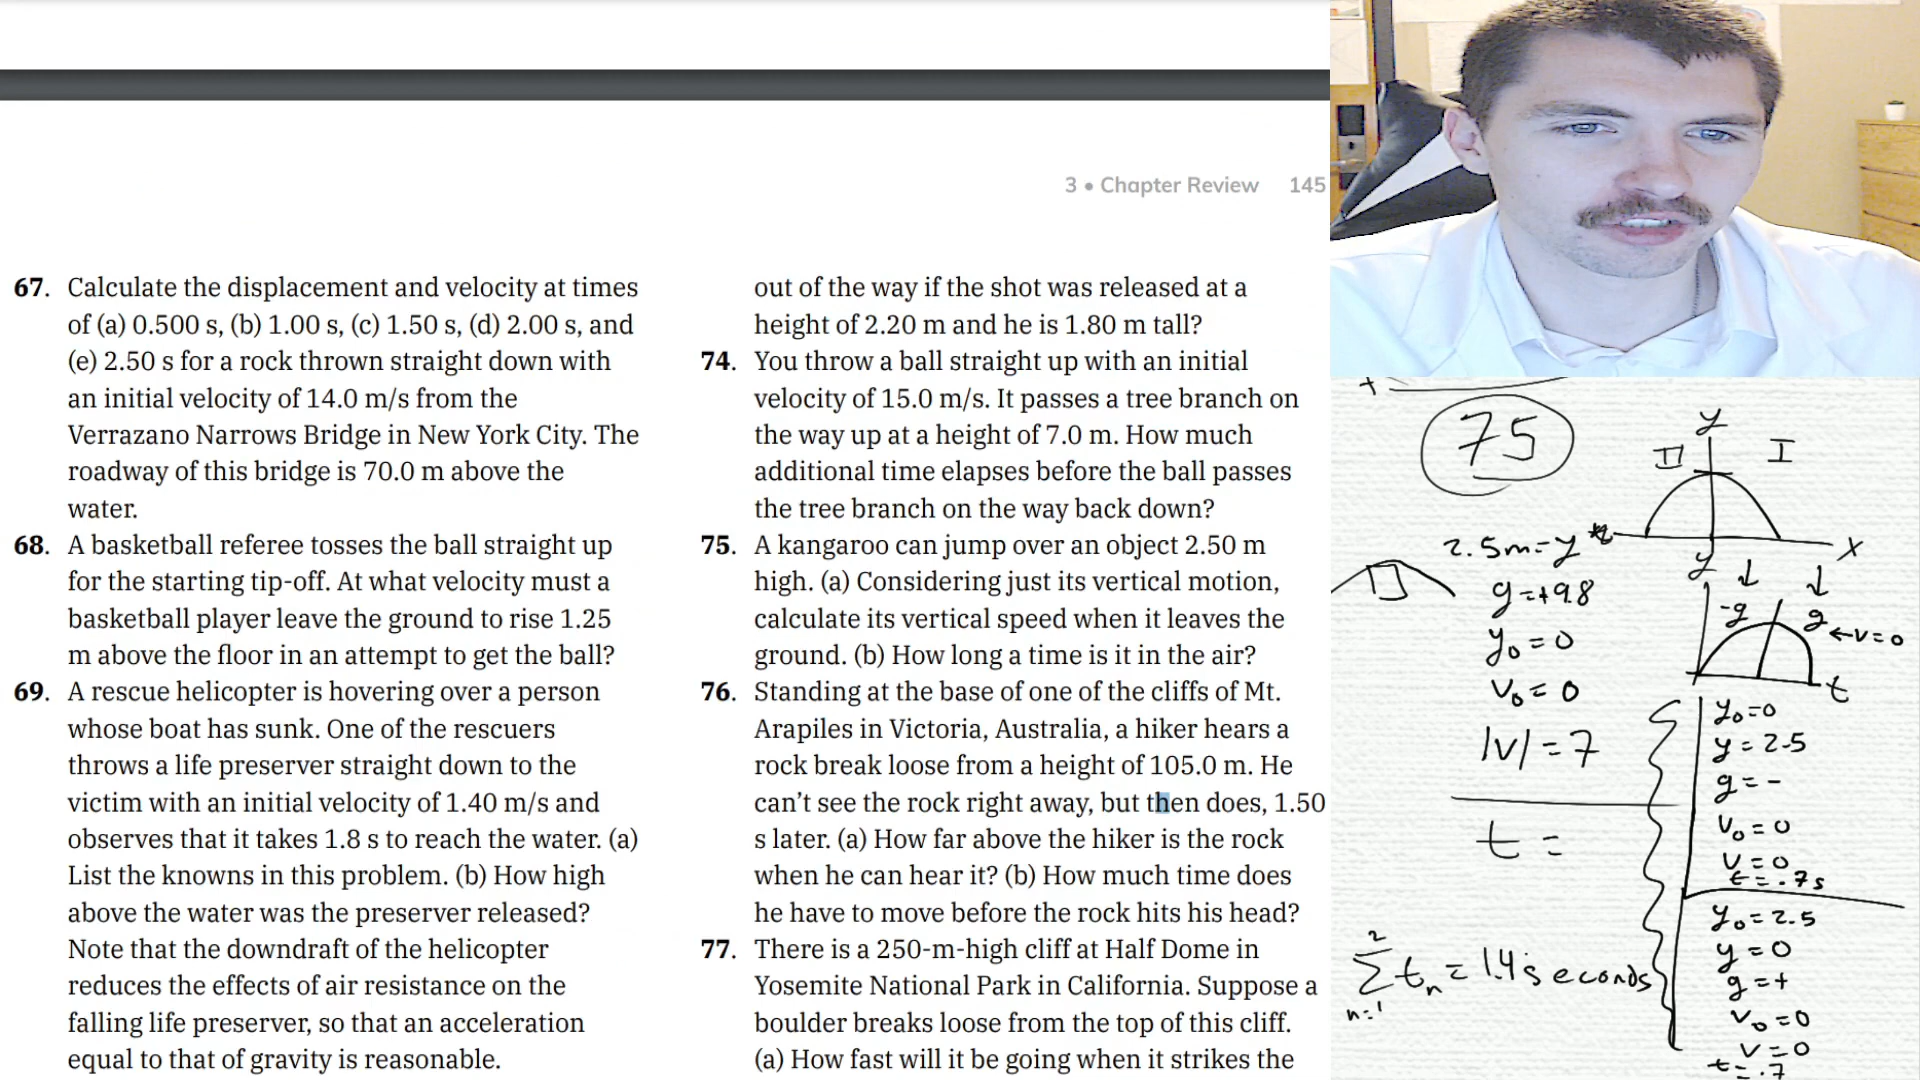 3 • Chapter Review 145
67. Calculate the displacement and velocity at times
of (a) 0.500 s, (b) 1.00 s, (c) 1.50 s, (d) 2.00 s, and
(e) 2.50 s for a rock thrown straight down with
an initial velocity of 14.0 m/s from the
Verrazano Narrows Bridge in New York City. The
roadway of this bridge is 70.0 m above the
water.
68. A basketball referee tosses the ball straight up
for the starting tip-off. At what velocity must a
basketball player leave the ground to rise 1.25
m above the floor in an attempt to get the ball?
69. A rescue helicopter is hovering over a person
whose boat has sunk. One of the rescuers
throws a life preserver straight down to the
victim with an initial velocity of 1.40 m/s and
observes that it takes 1.8 s to reach the water. (a)
List the knowns in this problem. (b) How high
above the water was the preserver released?
Note that the downdraft of the helicopter
reduces the effects of air resistance on the
falling life preserver, so that an acceleration
equal to that of gravity is reasonable.
out of the way if the shot was released at a
height of 2.20 m and he is 1.80 m tall?
74. You throw a ball straight up with an initial
velocity of 15.0 m/s. It passes a tree branch on
the way up at a height of 7.0 m. How much
additional time elapses before the ball passes
the tree branch on the way back down?
75. A kangaroo can jump over an object 2.50 m
high. (a) Considering just its vertical motion,
calculate its vertical speed when it leaves the
ground. (b) How long a time is it in the air?
76. Standing at the base of one of the cliffs of Mt.
Arapiles in Victoria, Australia, a hiker hears a
rock break loose from a height of 105.0 m. He
can't see the rock right away, but then does, 1.50
s later. (a) How far above the hiker is the rock
when he can hear it? (b) How much time does
he have to move before the rock hits his head?
77. There is a 250-m-high cliff at Half Dome in
Yosemite National Park in California. Suppose a
boulder breaks loose from the top of this cliff.
(a) How fast will it be going when it strikes the
75
y
II I
x
2.5m=y
g=+9.8
y₀=0
v₀=0
|v|=7
t=
∑ tₙ = 1.4 seconds
2
n=1
y
-g g
←v=0
t
y₀=0
y=2.5
g=-
v₀=0
v=0
t=.7s
y₀=2.5
y=0
g=+
v₀=0
v=0
t=.7